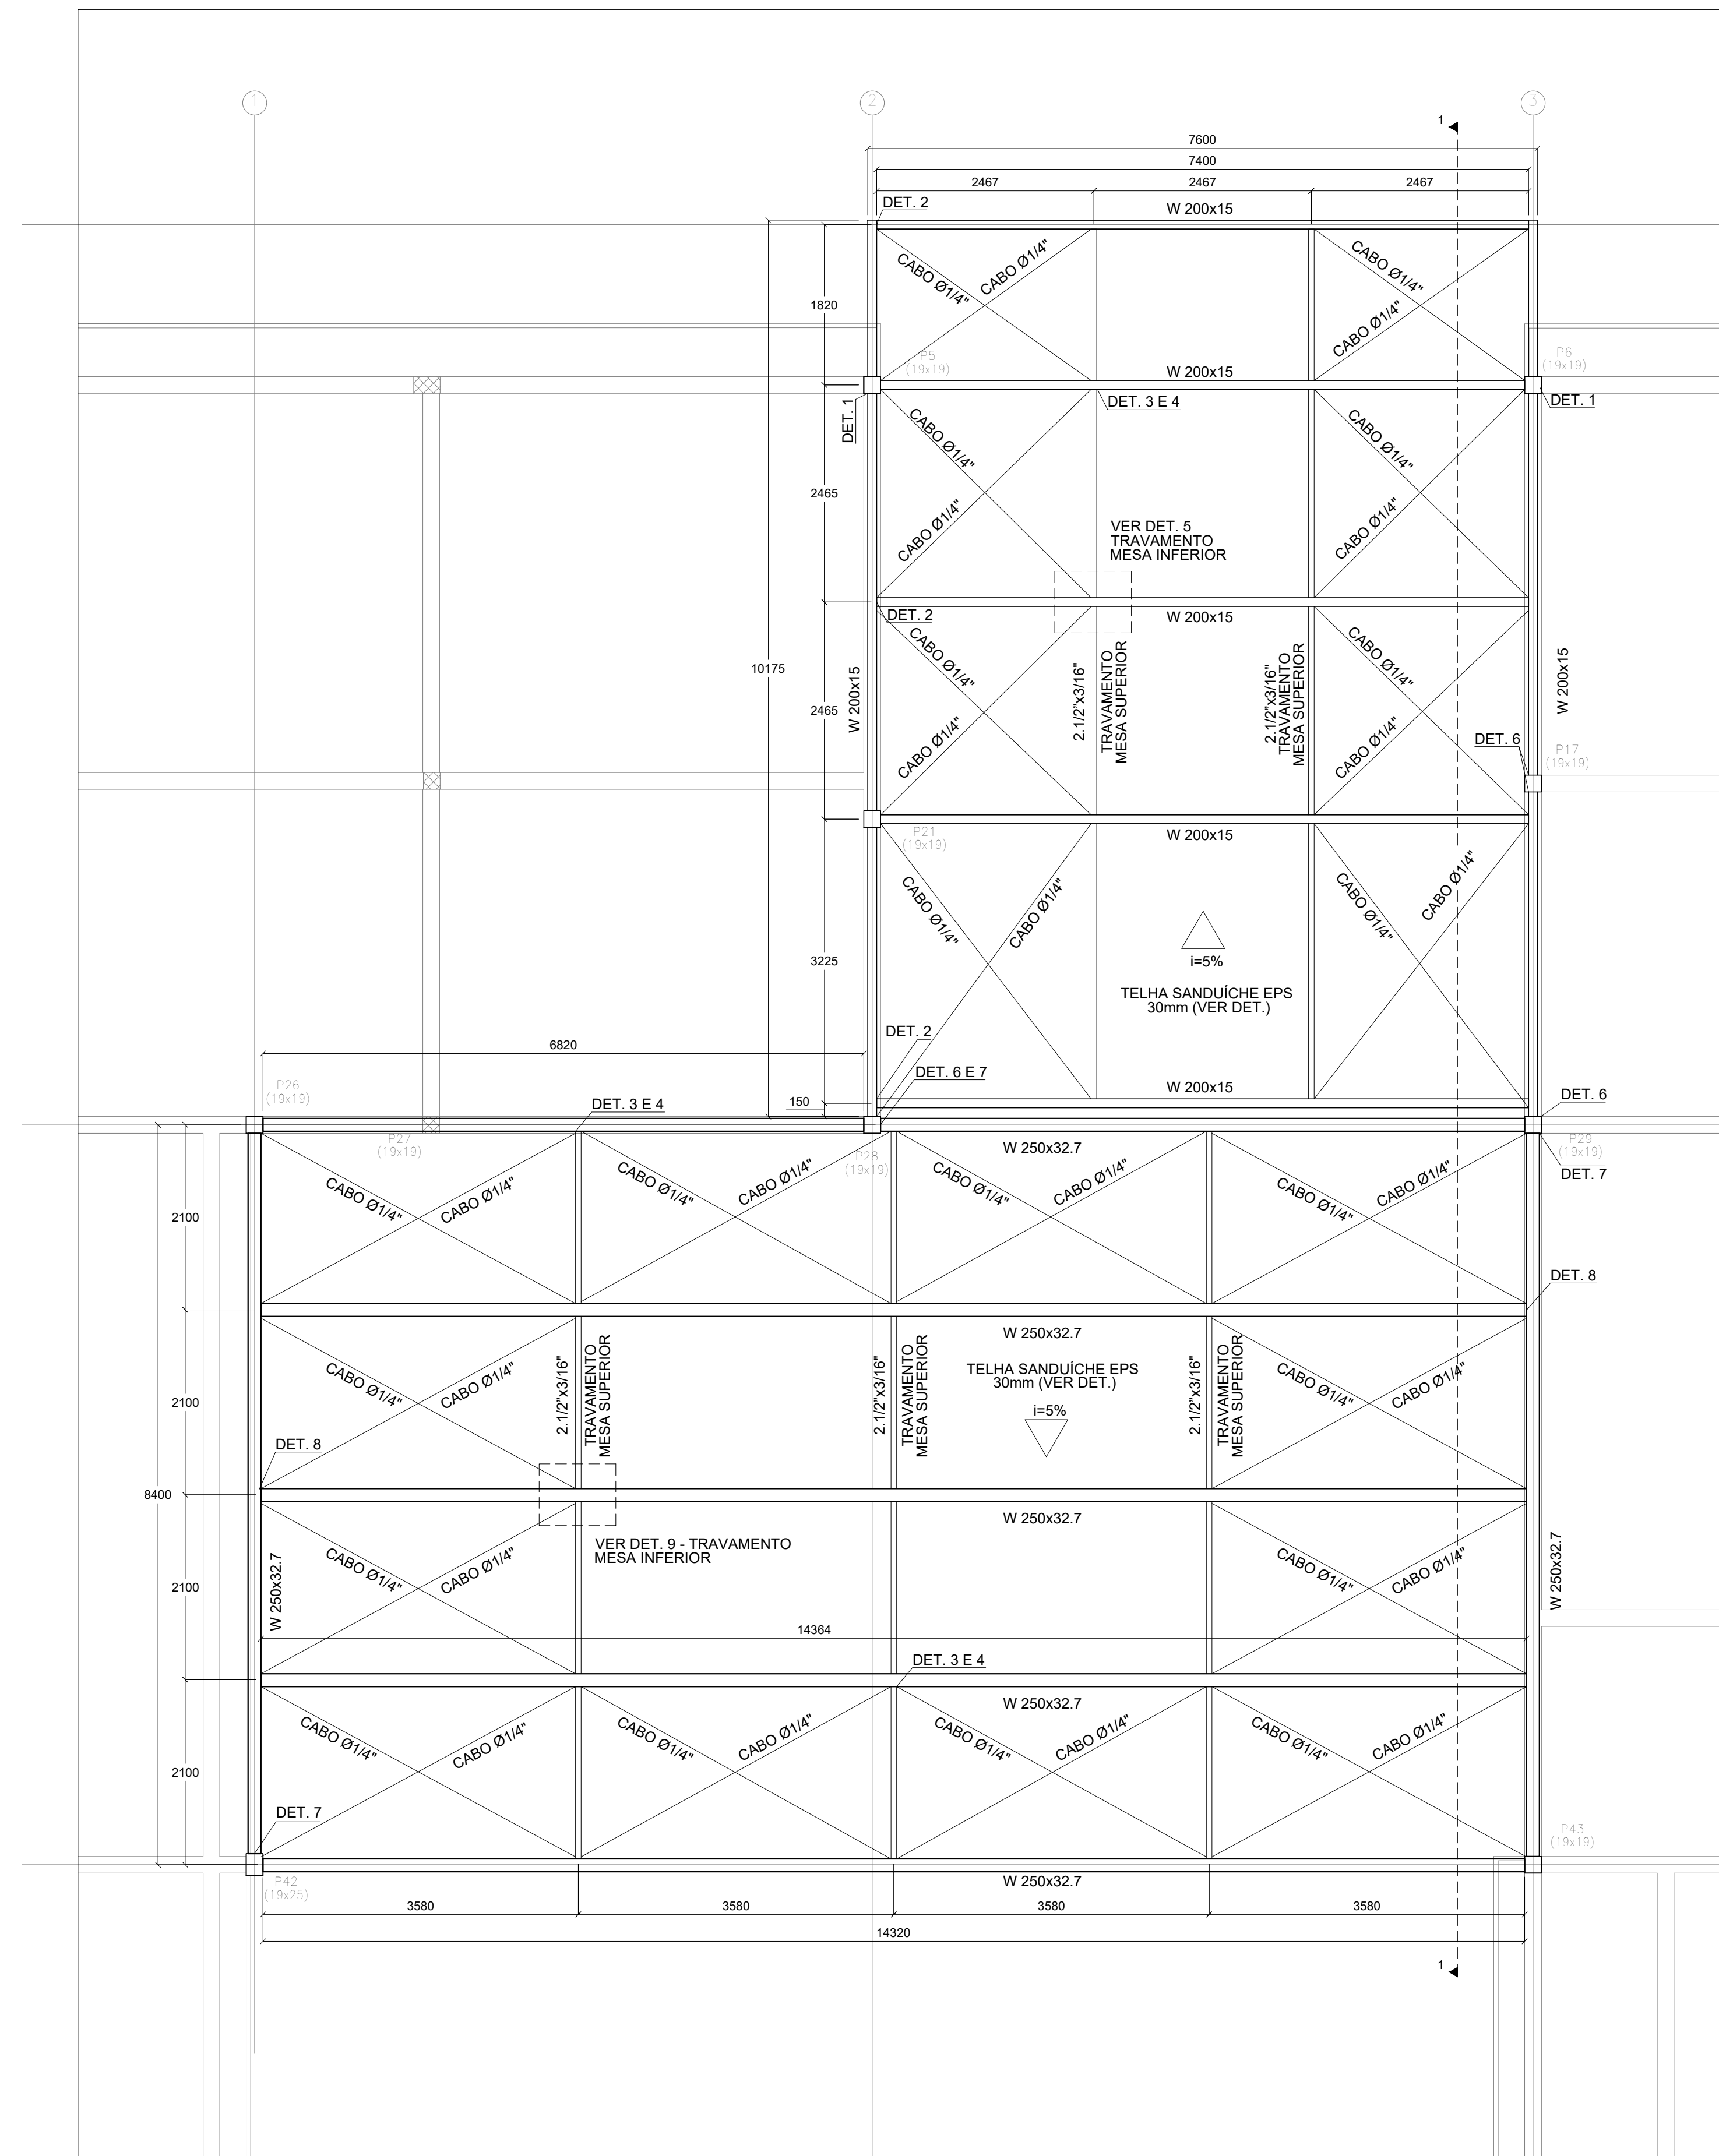 1
2
3
1
7600
7400
2467
2467
2467
DET. 2
W 200x15
CABO Ø1/4"
CABO Ø1/4"
CABO Ø1/4"
CABO Ø1/4"
1820
P5
(19x19)
P6
(19x19)
W 200x15
DET. 1
DET. 3 E 4
DET. 1
CABO Ø1/4"
CABO Ø1/4"
2465
CABO Ø1/4"
CABO Ø1/4"
VER DET. 5
TRAVAMENTO
MESA INFERIOR
DET. 2
W 200x15
CABO Ø1/4"
CABO Ø1/4"
10175
W 200x15
2465
2.1/2"x3/16"
TRAVAMENTO
MESA SUPERIOR
2.1/2"x3/16"
TRAVAMENTO
MESA SUPERIOR
W 200x15
CABO Ø1/4"
CABO Ø1/4"
DET. 6
P17
(19x19)
P21
(19x19)
W 200x15
CABO Ø1/4"
CABO Ø1/4"
CABO Ø1/4"
CABO Ø1/4"
3225
i=5%
TELHA SANDUÍCHE EPS
30mm (VER DET.)
DET. 2
6820
DET. 6 E 7
W 200x15
P26
(19x19)
DET. 3 E 4
150
DET. 6
P27
(19x19)
P28
(19x19)
W 250x32.7
P29
(19x19)
DET. 7
CABO Ø1/4"
CABO Ø1/4"
CABO Ø1/4"
CABO Ø1/4"
CABO Ø1/4"
CABO Ø1/4"
CABO Ø1/4"
CABO Ø1/4"
2100
DET. 8
W 250x32.7
TELHA SANDUÍCHE EPS
30mm (VER DET.)
i=5%
CABO Ø1/4"
CABO Ø1/4"
2.1/2"x3/16"
TRAVAMENTO
MESA SUPERIOR
2.1/2"x3/16"
TRAVAMENTO
MESA SUPERIOR
2.1/2"x3/16"
TRAVAMENTO
MESA SUPERIOR
CABO Ø1/4"
CABO Ø1/4"
2100
DET. 8
8400
W 250x32.7
VER DET. 9 - TRAVAMENTO
MESA INFERIOR
CABO Ø1/4"
CABO Ø1/4"
CABO Ø1/4"
CABO Ø1/4"
2100
W 250x32.7
W 250x32.7
14364
DET. 3 E 4
W 250x32.7
CABO Ø1/4"
CABO Ø1/4"
CABO Ø1/4"
CABO Ø1/4"
CABO Ø1/4"
CABO Ø1/4"
CABO Ø1/4"
CABO Ø1/4"
2100
DET. 7
P43
(19x19)
P42
(19x25)
W 250x32.7
3580
3580
3580
3580
14320
1